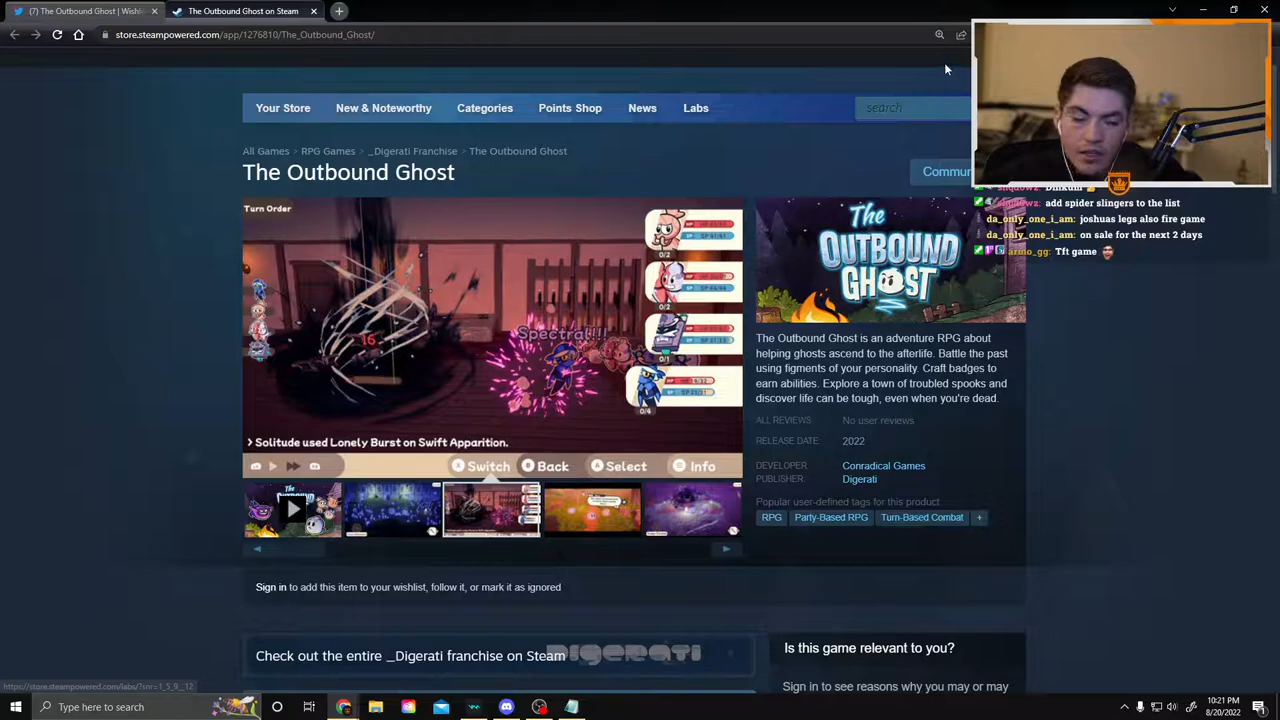 (7) The Outbound Ghost | Wishli
The Outbound Ghost on Steam
store.steampowered.com/app/1276810/The_Outbound_Ghost/
Your Store
New & Noteworthy
Categories
Points Shop
News
Labs
search
All Games > RPG Games > _Digerati Franchise > The Outbound Ghost
The Outbound Ghost
Commun
Turn Order
0/2
0/2
0/1
0/4
16
Spectral!!!
> Solitude used Lonely Burst on Swift Apparition.
Switch
Back
Select
Info
The
OUTBOUND
GHOST
The Outbound Ghost is an adventure RPG about
helping ghosts ascend to the afterlife. Battle the past
using figments of your personality. Craft badges to
earn abilities. Explore a town of troubled spooks and
discover life can be tough, even when you're dead.
ALL REVIEWS No user reviews
RELEASE DATE 2022
DEVELOPER Conradical Games
PUBLISHER Digerati
Popular user-defined tags for this product
RPG
Party-Based RPG
Turn-Based Combat
+
Sign in to add this item to your wishlist, follow it, or mark it as ignored
Check out the entire _Digerati franchise on Steam
DIGERATI
Is this game relevant to you?
Sign in to see reasons why you may or may
add spider slingers to the list
da_only_one_i_am: joshuas legs also fire game
da_only_one_i_am: on sale for the next 2 days
armo_gg: Tft game
https://store.steampowered.com/labs/?snr=1_5_9__12
Type here to search
10:21 PM
8/20/2022